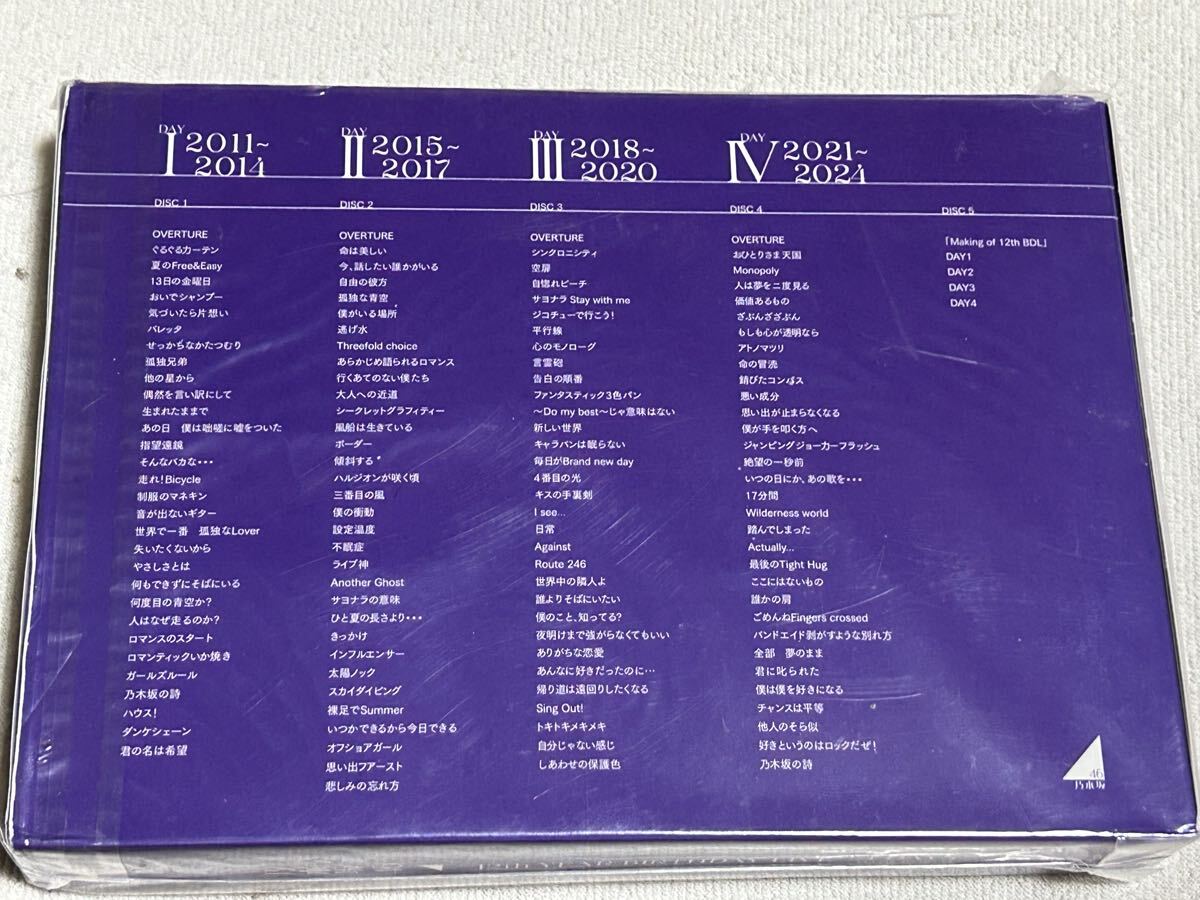 DAY
I 2011~
2014
DISC 1
OVERTURE
ぐるぐるカーテン
夏のFree&Easy
13日の金曜日
おいでシャンプー
気づいたら片想い
バレッタ
せっかちなかたつむり
孤独兄弟
他の星から
偶然を言い訳にして
生まれたままで
あの日 僕は咄嗟に嘘をついた
指望遠鏡
そんなバカな・・・
走れ!Bicycle
制服のマネキン
音が出ないギター
世界で一番 孤独なLover
失いたくないから
やさしさとは
何もできずにそばにいる
何度目の青空か?
人はなぜ走るのか?
ロマンスのスタート
ロマンティックいか焼き
ガールズルール
乃木坂の詩
ハウス!
ダンケシェーン
君の名は希望
DAY
II 2015~
2017
DISC 2
OVERTURE
命は美しい
今、話したい誰かがいる
自由の彼方
孤独な青空
僕がいる場所
逃げ水
Threefold choice
あらかじめ語られるロマンス
行くあてのない僕たち
大人への近道
シークレットグラフィティー
風船は生きている
ボーダー
傾斜する
ハルジオンが咲く頃
三番目の風
僕の衝動
設定温度
不眠症
ライブ神
Another Ghost
サヨナラの意味
ひと夏の長さより・・・
きっかけ
インフルエンサー
太陽ノック
スカイダイビング
裸足でSummer
いつかできるから今日できる
オフショアガール
思い出ファースト
悲しみの忘れ方
DAY
III 2018~
2020
DISC 3
OVERTURE
シンクロニシティ
空扉
自惚れビーチ
サヨナラ Stay with me
ジコチューで行こう!
平行線
心のモノローグ
言霊砲
告白の順番
ファンタスティック3色パン
~Do my best~じゃ意味はない
新しい世界
キャラバンは眠らない
毎日がBrand new day
4番目の光
キスの手裏剣
I see...
日常
Against
Route 246
世界中の隣人よ
誰よりそばにいたい
僕のこと、知ってる?
夜明けまで強がらなくてもいい
ありがちな恋愛
あんなに好きだったのに…
帰り道は遠回りしたくなる
Sing Out!
トキトキメキメキ
自分じゃない感じ
しあわせの保護色
DAY
IV 2021~
2024
DISC 4
OVERTURE
おひとりさま天国
Monopoly
人は夢を二度見る
価値あるもの
ざぶんざざぶん
もしも心が透明なら
アトノマツリ
命の冒涜
錆びたコンパス
悪い成分
思い出が止まらなくなる
僕が手を叩く方へ
ジャンピングジョーカーフラッシュ
絶望の一秒前
いつの日にか、あの歌を・・・
17分間
Wilderness world
踏んでしまった
Actually...
最後のTight Hug
ここにはないもの
誰かの肩
ごめんねFingers crossed
バンドエイド剥がすような別れ方
全部 夢のまま
君に叱られた
僕は僕を好きになる
チャンスは平等
他人のそら似
好きというのはロックだぜ!
乃木坂の詩
DISC 5
「Making of 12th BDL」
DAY1
DAY2
DAY3
DAY4
46
乃木坂